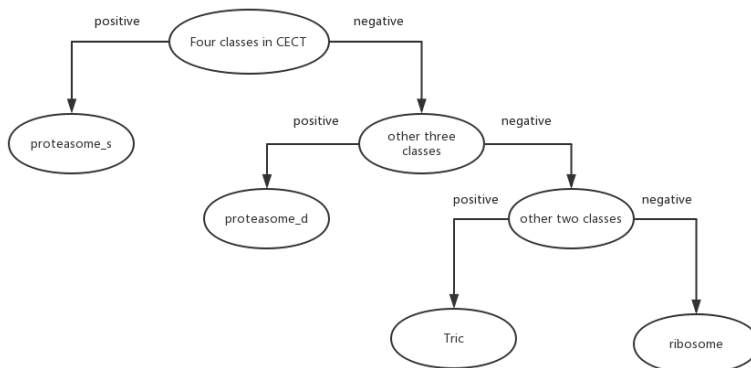 positive
negative
Four classes in CECT
proteasome_s
positive
negative
other three
classes
proteasome_d
positive
negative
other two classes
Tric
ribosome